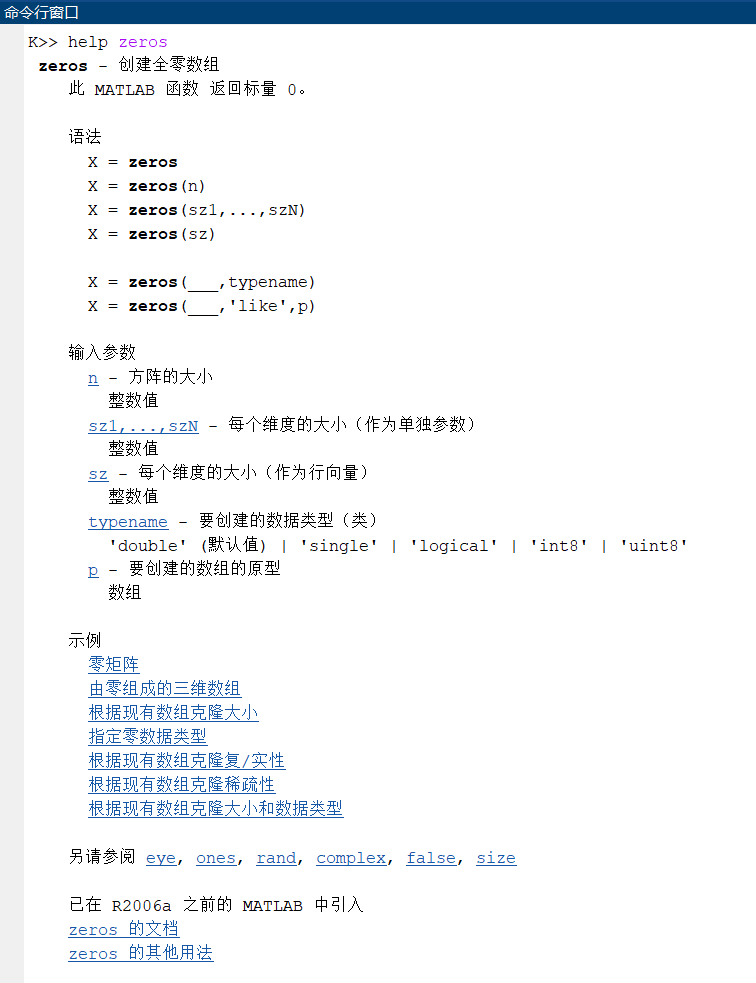 命令行窗口
K>> help zeros
zeros - 创建全零数组
此 MATLAB 函数 返回标量 0。
语法
X = zeros
X = zeros(n)
X = zeros(sz1,...,szN)
X = zeros(sz)
X = zeros(___,typename)
X = zeros(___,'like',p)
输入参数
n - 方阵的大小
整数值
sz1,...,szN - 每个维度的大小（作为单独参数）
整数值
sz - 每个维度的大小（作为行向量）
整数值
typename - 要创建的数据类型（类）
'double' (默认值) | 'single' | 'logical' | 'int8' | 'uint8'
p - 要创建的数组的原型
数组
示例
零矩阵
由零组成的三维数组
根据现有数组克隆大小
指定零数据类型
根据现有数组克隆复/实性
根据现有数组克隆稀疏性
根据现有数组克隆大小和数据类型
另请参阅 eye, ones, rand, complex, false, size
已在 R2006a 之前的 MATLAB 中引入
zeros 的文档
zeros 的其他用法